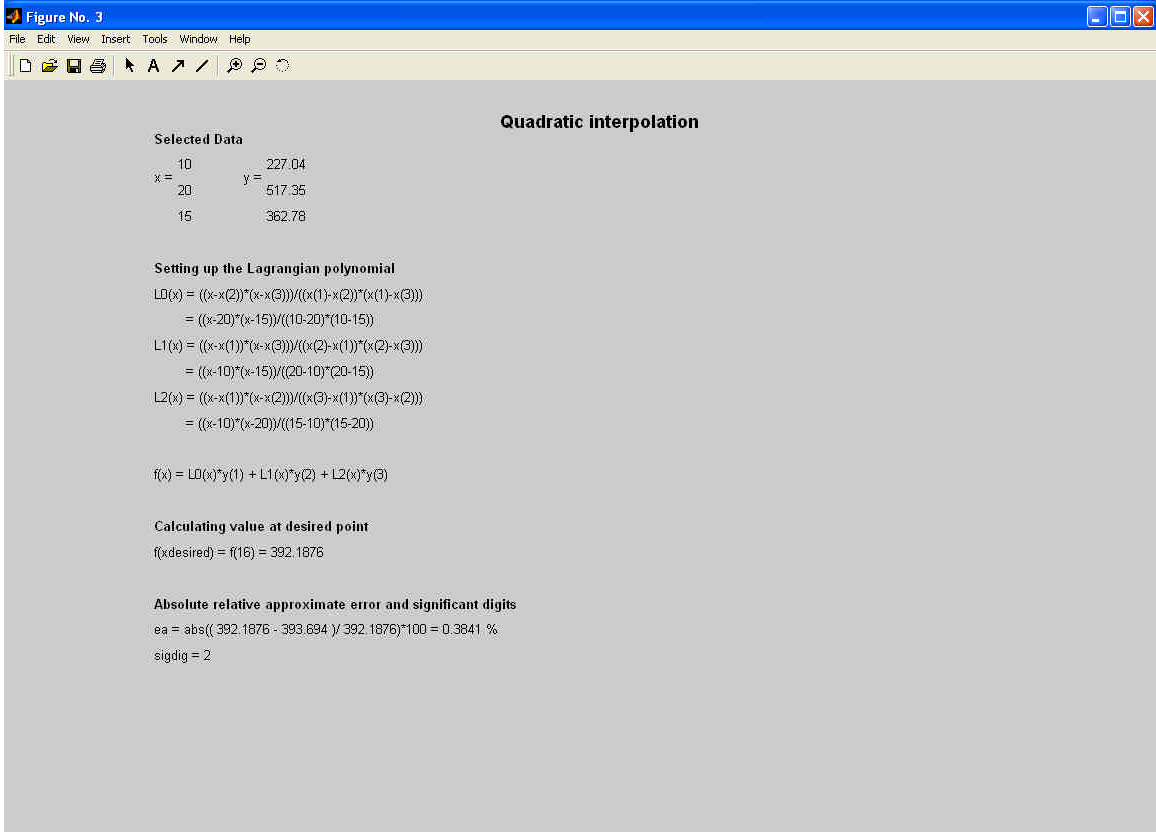 Figure No. 3
File Edit View Insert Tools Window Help
A
Quadratic interpolation
Selected Data
x = 10 y = 227.04
20 517.35
15 362.78
Setting up the Lagrangian polynomial
L0(x) = ((x-x(2))*(x-x(3)))/((x(1)-x(2))*(x(1)-x(3)))
= ((x-20)*(x-15))/((10-20)*(10-15))
L1(x) = ((x-x(1))*(x-x(3)))/((x(2)-x(1))*(x(2)-x(3)))
= ((x-10)*(x-15))/((20-10)*(20-15))
L2(x) = ((x-x(1))*(x-x(2)))/((x(3)-x(1))*(x(3)-x(2)))
= ((x-10)*(x-20))/((15-10)*(15-20))
f(x) = L0(x)*y(1) + L1(x)*y(2) + L2(x)*y(3)
Calculating value at desired point
f(xdesired) = f(16) = 392.1876
Absolute relative approximate error and significant digits
ea = abs(( 392.1876 - 393.694 )/ 392.1876)*100 = 0.3841 %
sigdig = 2